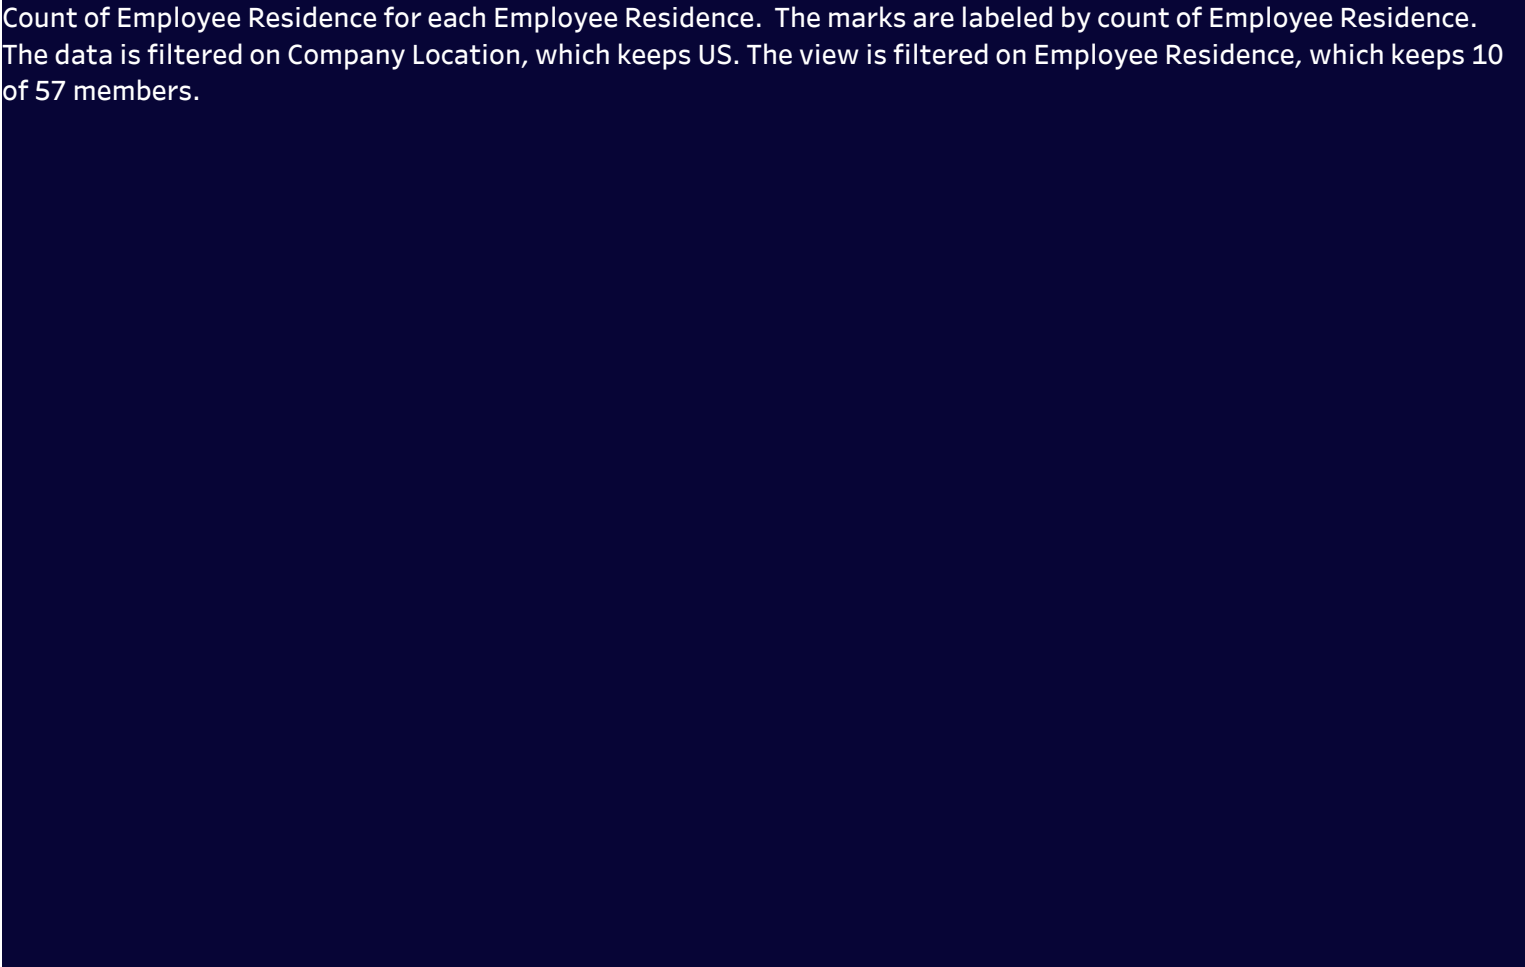 Count of Employee Residence for each Employee Residence.  The marks are labeled by count of Employee Residence.
The data is filtered on Company Location, which keeps US. The view is filtered on Employee Residence, which keeps 10
of 57 members.